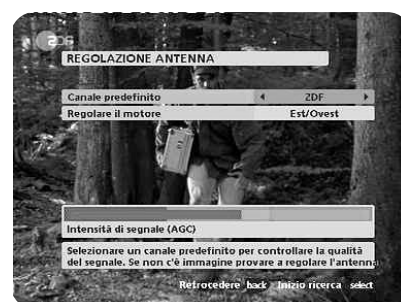 ZDF
REGOLAZIONE ANTENNA
Canale predefinito ZDF
Regolare il motore Est/Ovest
Intensità di segnale (AGC)
Selezionare un canale predefinito per controllare la qualità
del segnale. Se non c'è immagine provare a regolare l'antenna
Retrocedere back Inizio ricerca select